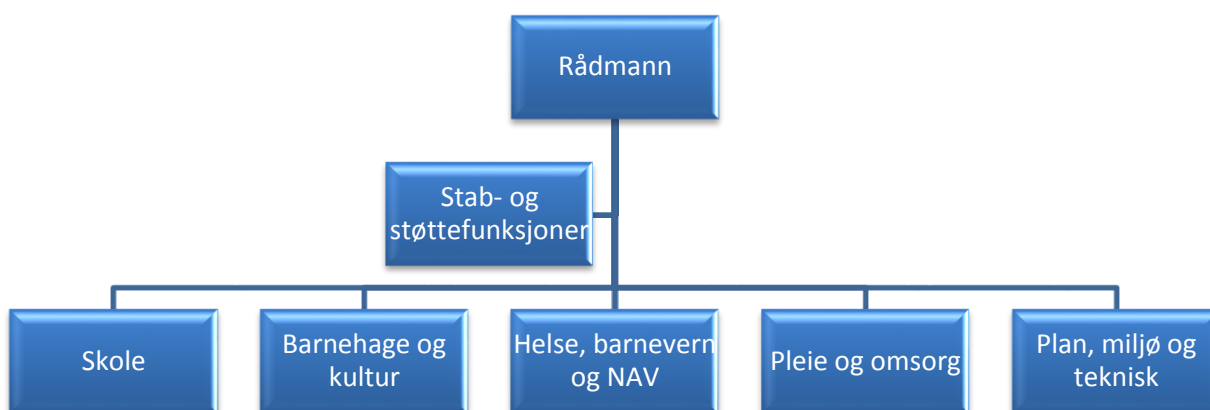 Rådmann
Stab- og
støttefunksjoner
Skole
Barnehage og
kultur
Helse, barnevern
og NAV
Pleie og omsorg
Plan, miljø og
teknisk